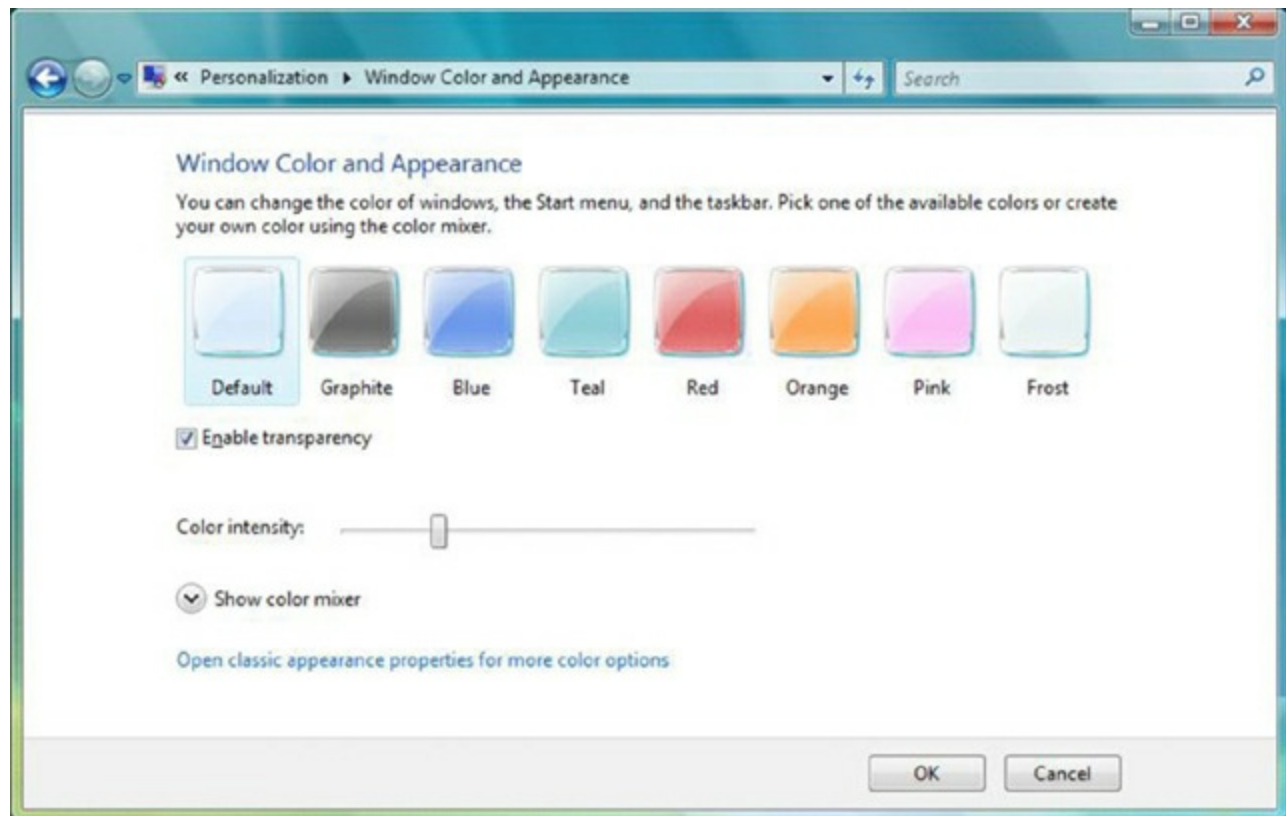 « Personalization ▸ Window Color and Appearance
Search
Window Color and Appearance
You can change the color of windows, the Start menu, and the taskbar. Pick one of the available colors or create
your own color using the color mixer.
Default Graphite Blue Teal Red Orange Pink Frost
Enable transparency
Color intensity:
Show color mixer
Open classic appearance properties for more color options
OK Cancel